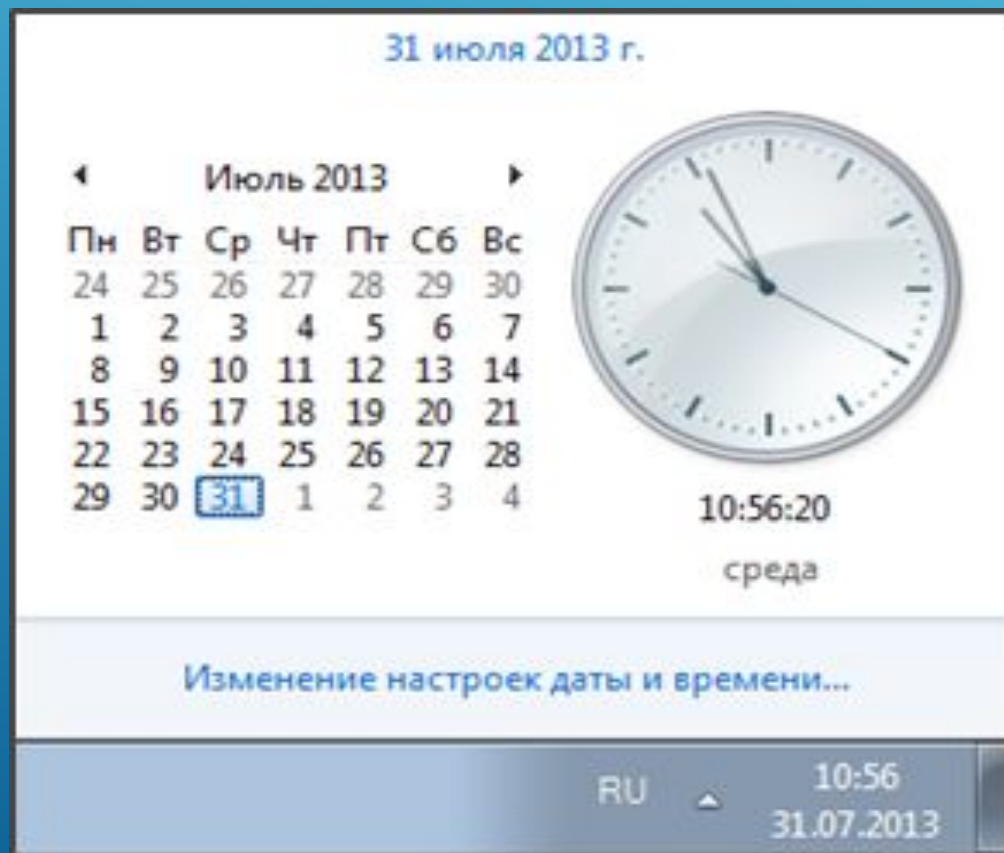 31 июля 2013 г.
Июль 2013
Пн Вт Ср Чт Пт Сб Вс
24 25 26 27 28 29 30
1 2 3 4 5 6 7
8 9 10 11 12 13 14
15 16 17 18 19 20 21
22 23 24 25 26 27 28
29 30 31 1 2 3 4
10:56:20
среда
Изменение настроек даты и времени...
RU
10:56
31.07.2013